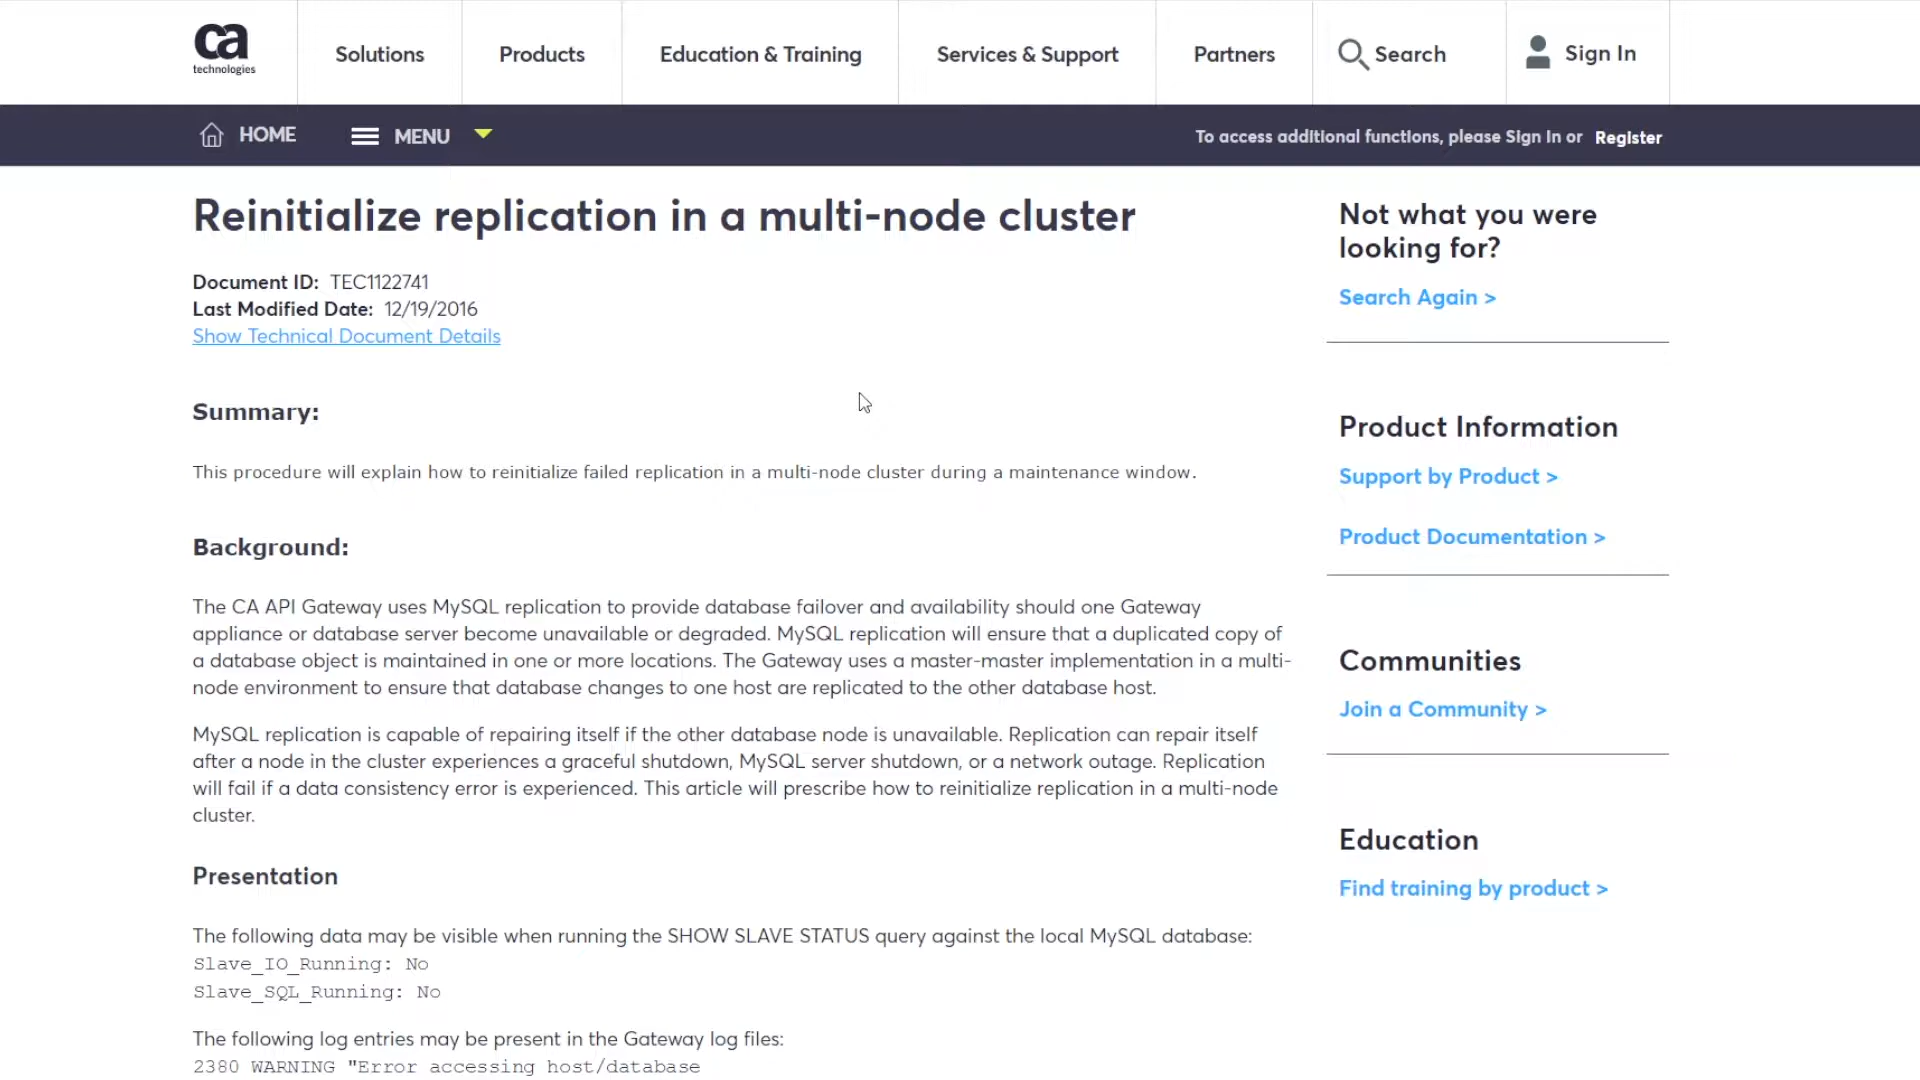 ca
technologies
Solutions
Products
Education & Training
Services & Support
Partners
Search
Sign In
HOME
MENU
To access additional functions, please Sign In or Register
Reinitialize replication in a multi-node cluster
Document ID: TEC1122741
Last Modified Date: 12/19/2016
Show Technical Document Details
Summary:
This procedure will explain how to reinitialize failed replication in a multi-node cluster during a maintenance window.
Background:
The CA API Gateway uses MySQL replication to provide database failover and availability should one Gateway
appliance or database server become unavailable or degraded. MySQL replication will ensure that a duplicated copy of
a database object is maintained in one or more locations. The Gateway uses a master-master implementation in a multi-
node environment to ensure that database changes to one host are replicated to the other database host.
MySQL replication is capable of repairing itself if the other database node is unavailable. Replication can repair itself
after a node in the cluster experiences a graceful shutdown, MySQL server shutdown, or a network outage. Replication
will fail if a data consistency error is experienced. This article will prescribe how to reinitialize replication in a multi-node
cluster.
Presentation
The following data may be visible when running the SHOW SLAVE STATUS query against the local MySQL database:
Slave_IO_Running: No
Slave_SQL_Running: No
The following log entries may be present in the Gateway log files:
2380 WARNING "Error accessing host/database
Not what you were
looking for?
Search Again >
Product Information
Support by Product >
Product Documentation >
Communities
Join a Community >
Education
Find training by product >